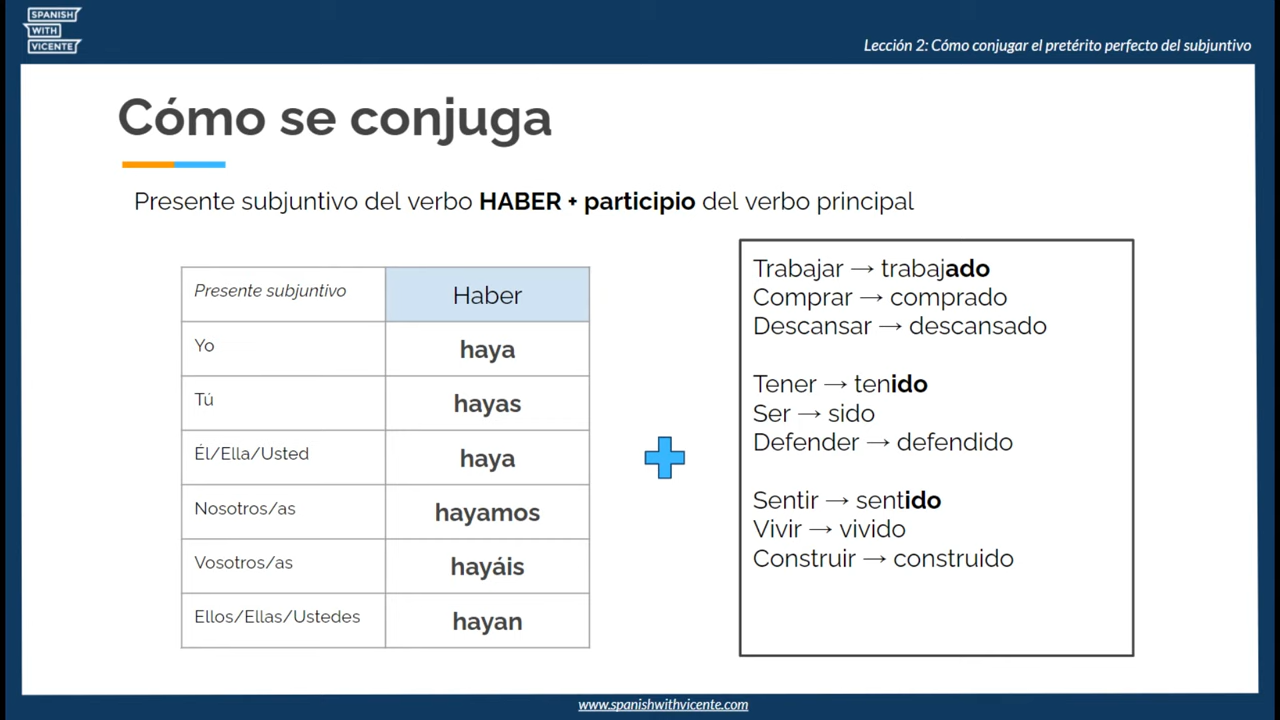 SPANISH
WITH
VICENTE
Lección 2: Cómo conjugar el pretérito perfecto del subjuntivo
Cómo se conjuga
Presente subjuntivo del verbo HABER + participio del verbo principal
Presente subjuntivo Haber
Yo haya
Tú hayas
Él/Ella/Usted haya
Nosotros/as hayamos
Vosotros/as hayáis
Ellos/Ellas/Ustedes hayan
Trabajar → trabajado
Comprar → comprado
Descansar → descansado
Tener → tenido
Ser → sido
Defender → defendido
Sentir → sentido
Vivir → vivido
Construir → construido
www.spanishwithvicente.com